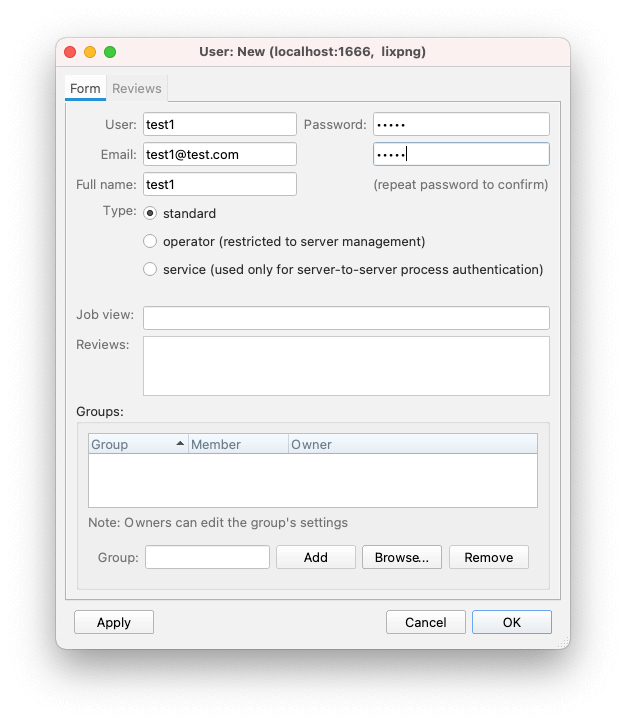 User: New (localhost:1666,  lixpng)
Form Reviews
User: test1 Password: •••••
Email: test1@test.com •••••
Full name: test1 (repeat password to confirm)
Type: standard
operator (restricted to server management)
service (used only for server-to-server process authentication)
Job view:
Reviews:
Groups:
Group Member Owner
Note: Owners can edit the group's settings
Group: Add Browse... Remove
Apply Cancel OK